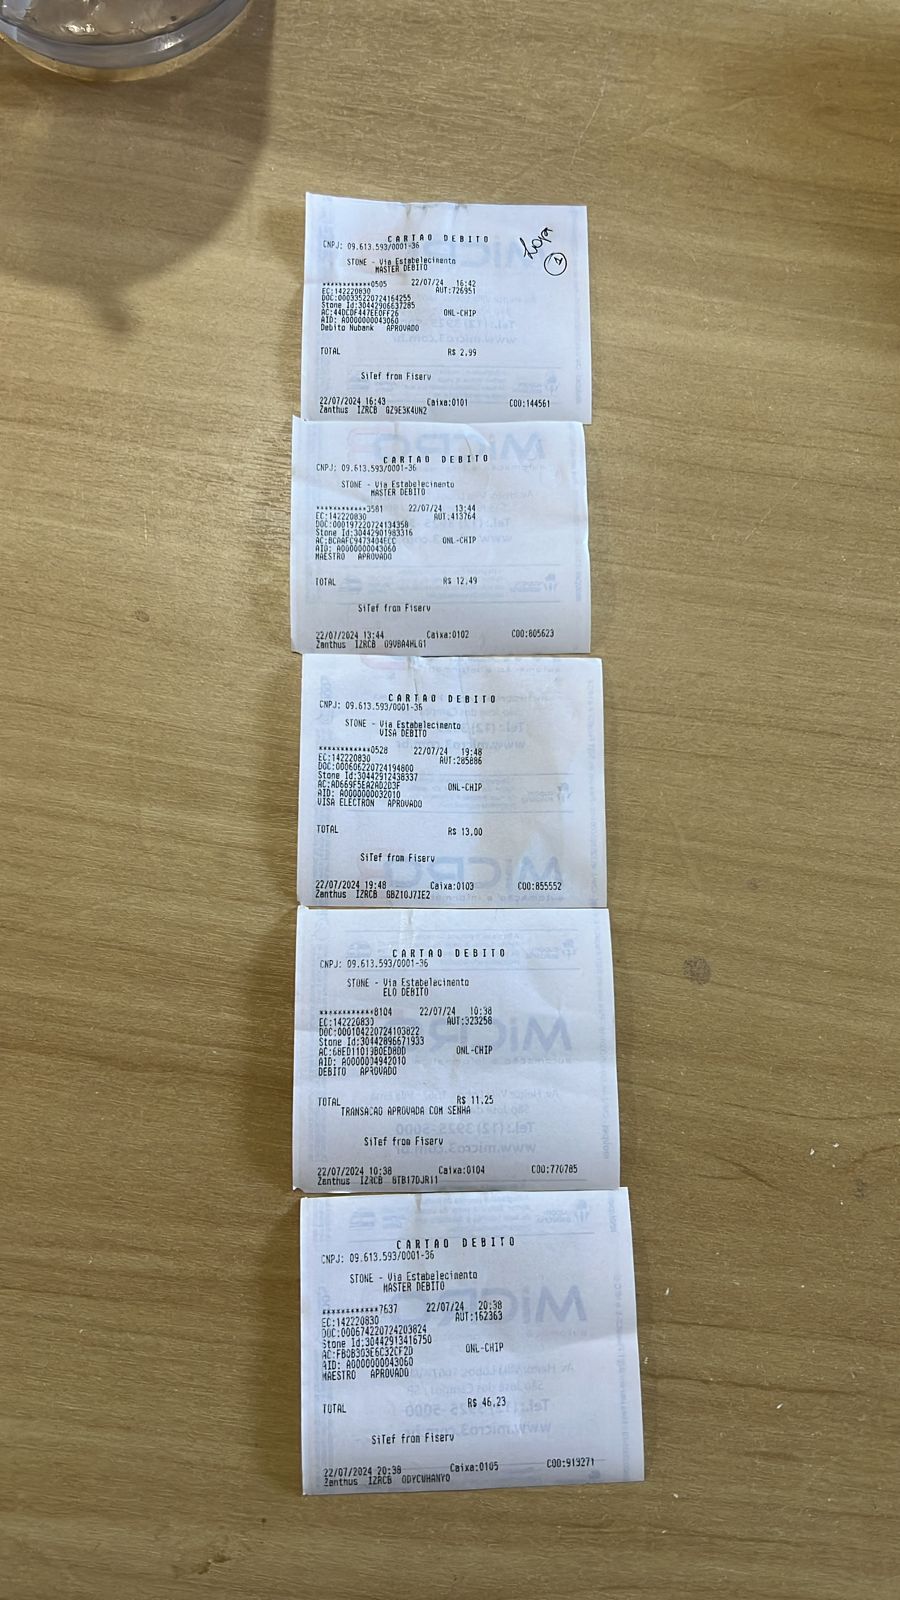 CARTAO DEBITO
CNPJ: 09.613.593/0001-36
Loja
STONE - Via Estabelecimento
MASTER DEBITO
************0505 22/07/24 16:42
EC:142220830 AUT:726951
DOC:000335220724164255
Stone Id:30442906637285
AC:44DCDF447EE0FF26 ONL-CHIP
AID: A0000000043060
Debito Nubank APROVADO
TOTAL R$ 2,99
SiTef from Fiserv
22/07/2024 16:43 Caixa:0101 COO:144561
Zanthus IZRCB GZ9E3K4UN2
MICRO
CARTAO DEBITO
CNPJ: 09.613.593/0001-36
STONE - Via Estabelecimento
MASTER DEBITO
************3581 22/07/24 13:44
EC:142220830 AUT:413764
DOC:000197220724134358
Stone Id:30442901983316
AC:BCAAFC9473404ECC ONL-CHIP
AID: A0000000043060
MAESTRO APROVADO
TOTAL R$ 12,49
SiTef from Fiserv
22/07/2024 13:44 Caixa:0102 COO:805623
Zanthus IZRCB O9VBA4HLG1
CARTAO DEBITO
CNPJ: 09.613.593/0001-36
STONE - Via Estabelecimento
VISA DEBITO
************0528 22/07/24 19:48
EC:142220830 AUT:285886
DOC:000606220724194800
Stone Id:30442912438337
AC:AD669F5EA2AD2D3F ONL-CHIP
AID: A0000000032010
VISA ELECTRON APROVADO
TOTAL R$ 13,00
SiTef from Fiserv
22/07/2024 19:48 Caixa:0103 COO:855552
Zanthus IZRCB GBZ1OJ7IE2
CARTAO DEBITO
CNPJ: 09.613.593/0001-36
STONE - Via Estabelecimento
ELO DEBITO
************8104 22/07/24 10:38
EC:142220830 AUT:323258
DOC:000104220724103822
Stone Id:30442896671933
ONL-CHIP
AID: A0000004942010
DEBITO APROVADO
TOTAL R$ 11,25
TRANSACAO APROVADA COM SENHA
SiTef from Fiserv
22/07/2024 10:38 Caixa:0104 COO:770785
Zanthus IZRCB 8TB17DJRI1
CARTAO DEBITO
CNPJ: 09.613.593/0001-36
STONE - Via Estabelecimento
MASTER DEBITO
************7637 22/07/24 20:38
EC:142220830 AUT:162363
DOC:000674220724203824
Stone Id:30442913416750
AC:FB0B303E6C32CF2D ONL-CHIP
AID: A0000000043060
MAESTRO APROVADO
TOTAL R$ 46,23
SiTef from Fiserv
22/07/2024 20:38 Caixa:0105 COO:913271
Zanthus IZRCB ODYCWHANYO